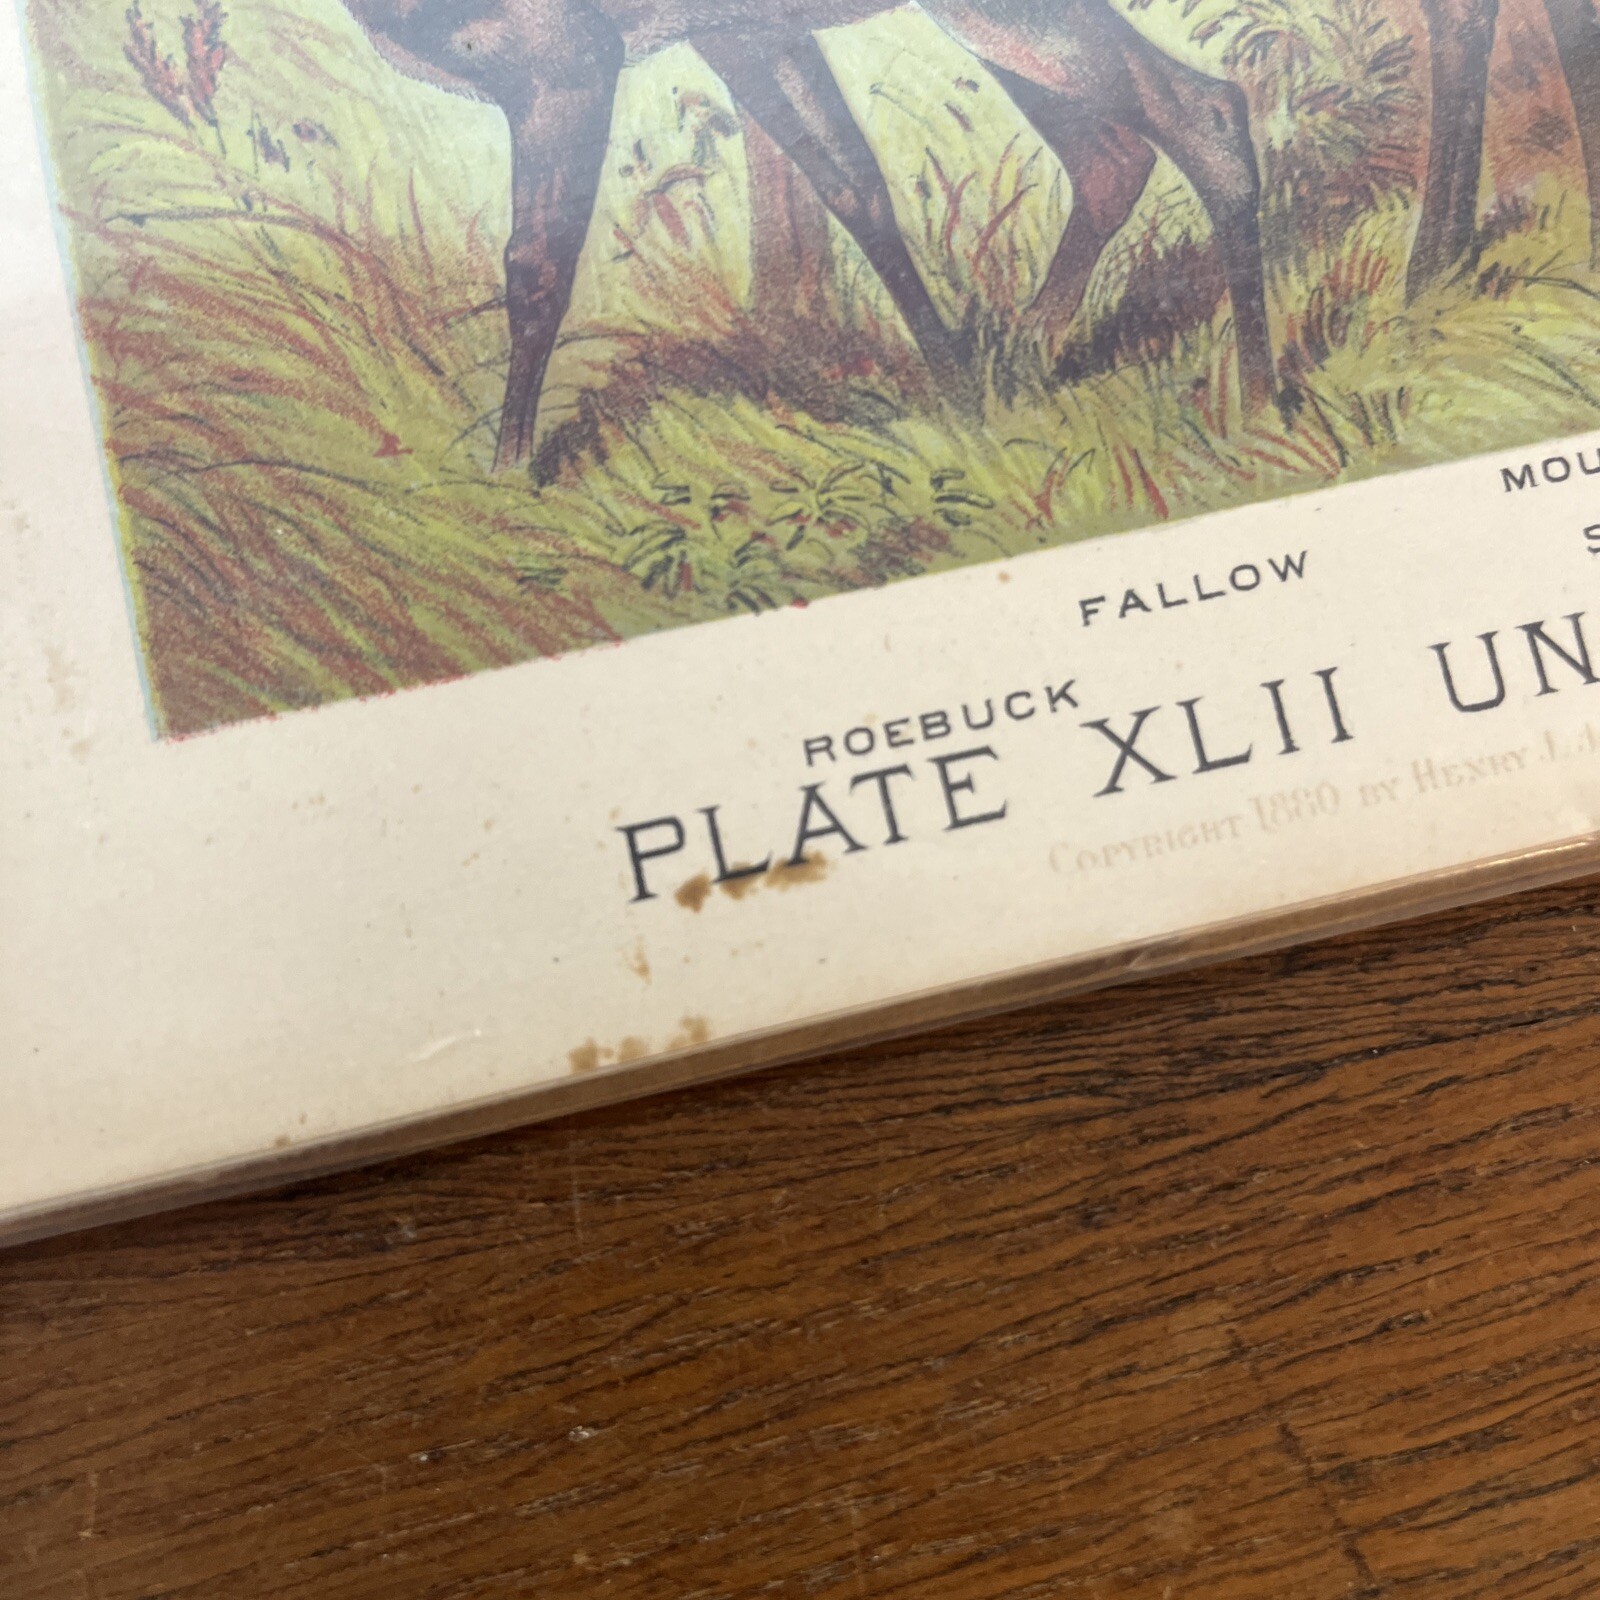 MOU
FALLOW
S
ROEBUCK
PLATE XLII UN
COPYRIGHT 1880 BY HENRY J. J